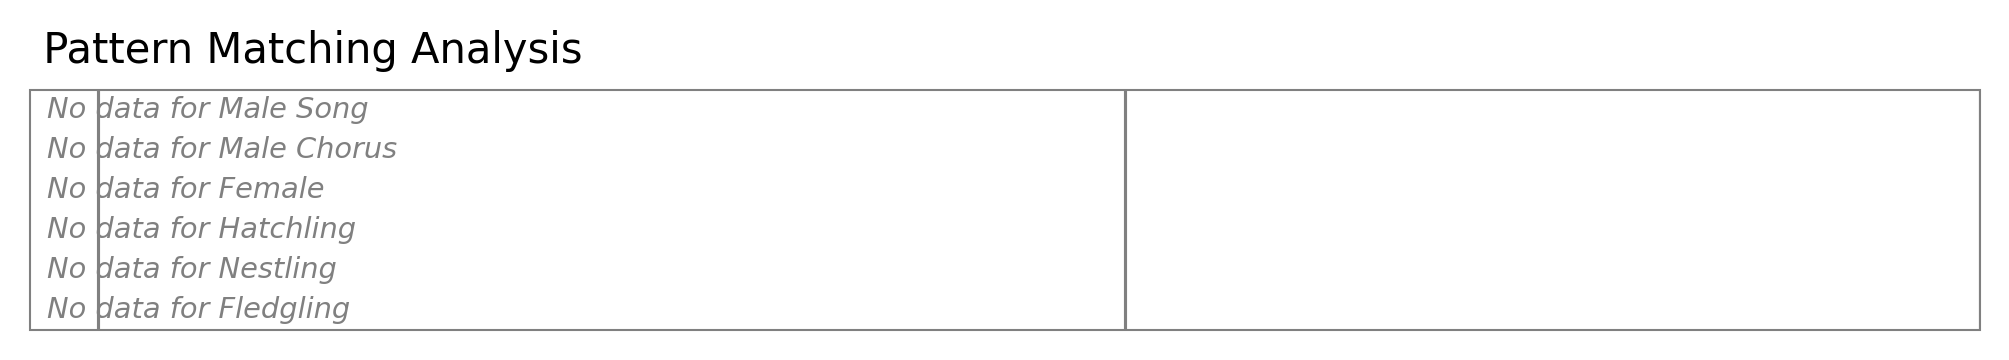 Pattern Matching Analysis
No data for Male Song
No data for Male Chorus
No data for Female
No data for Hatchling
No data for Nestling
No data for Fledgling